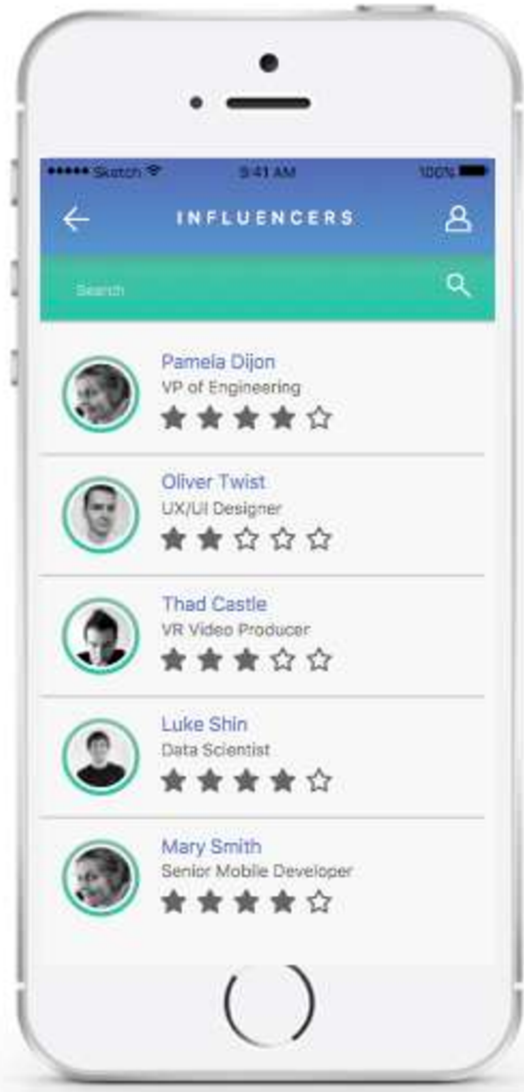 Sketch 9:41 AM 100%
INFLUENCERS
Search
Pamela Dijon
VP of Engineering
Oliver Twist
UX/UI Designer
Thad Castle
VR Video Producer
Luke Shin
Data Scientist
Mary Smith
Senior Mobile Developer